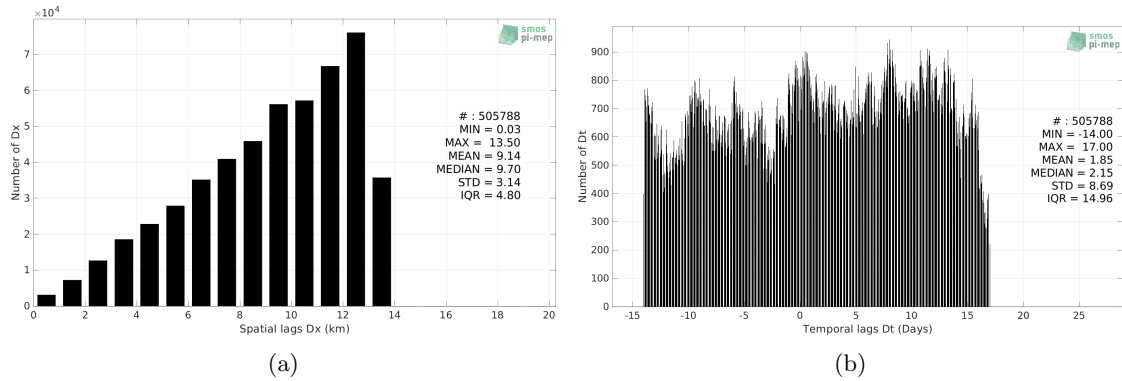 ×10⁴
smos
pi-mep
7
6
5
4
3
2
1
0
Number of Dx
# : 505788
MIN = 0.03
MAX = 13.50
MEAN = 9.14
MEDIAN = 9.70
STD = 3.14
IQR = 4.80
0 2 4 6 8 10 12 14 16 18 20
Spatial lags Dx (km)
(a)
smos
pi-mep
900
800
700
600
500
400
300
200
100
0
Number of Dt
# : 505788
MIN = -14.00
MAX = 17.00
MEAN = 1.85
MEDIAN = 2.15
STD = 8.69
IQR = 14.96
-15 -10 -5 0 5 10 15 20 25
Temporal lags Dt (Days)
(b)